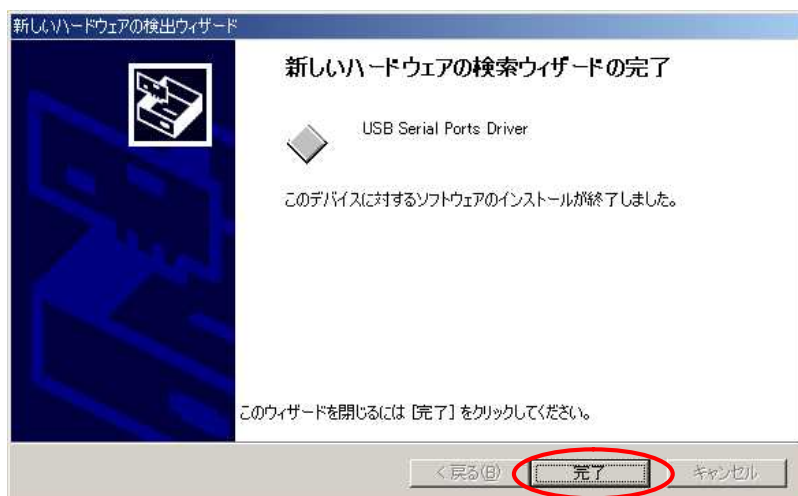 新しいハードウェアの検出ウィザード
新しいハードウェアの検索ウィザードの完了
USB Serial Ports Driver
このデバイスに対するソフトウェアのインストールが終了しました。
このウィザードを閉じるには [完了] をクリックしてください。
< 戻る(B) 完了 キャンセル